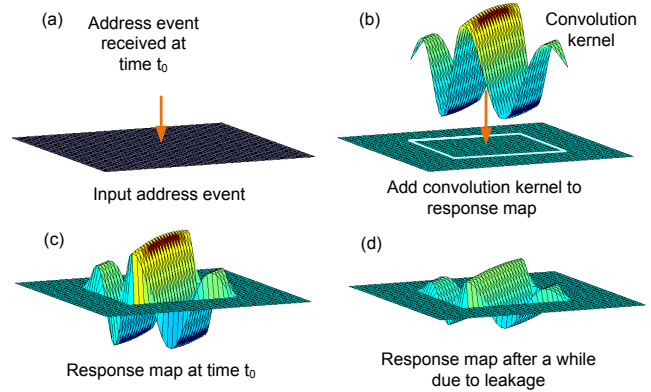 (a)
Address event
received at
time t₀
Input address event
(b)
Convolution
kernel
Add convolution kernel to
response map
(c)
Response map at time t₀
(d)
Response map after a while
due to leakage